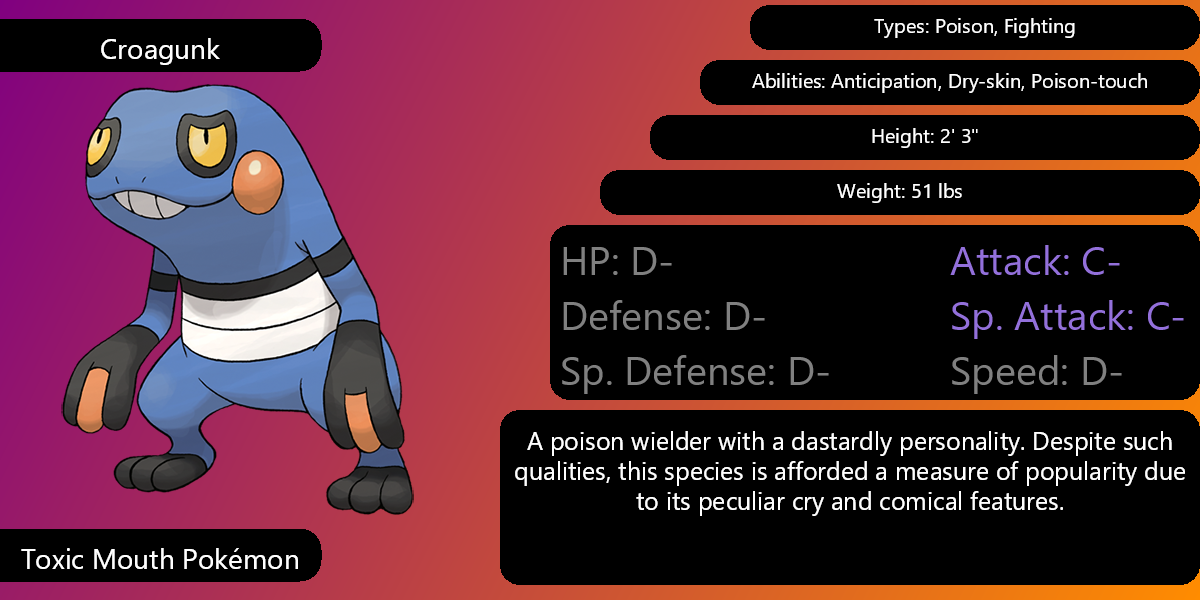 Croagunk
Types: Poison, Fighting
Abilities: Anticipation, Dry-skin, Poison-touch
Height: 2' 3"
Weight: 51 lbs
HP: D-
Attack: C-
Defense: D-
Sp. Attack: C-
Sp. Defense: D-
Speed: D-
A poison wielder with a dastardly personality. Despite such
qualities, this species is afforded a measure of popularity due
to its peculiar cry and comical features.
Toxic Mouth Pokémon